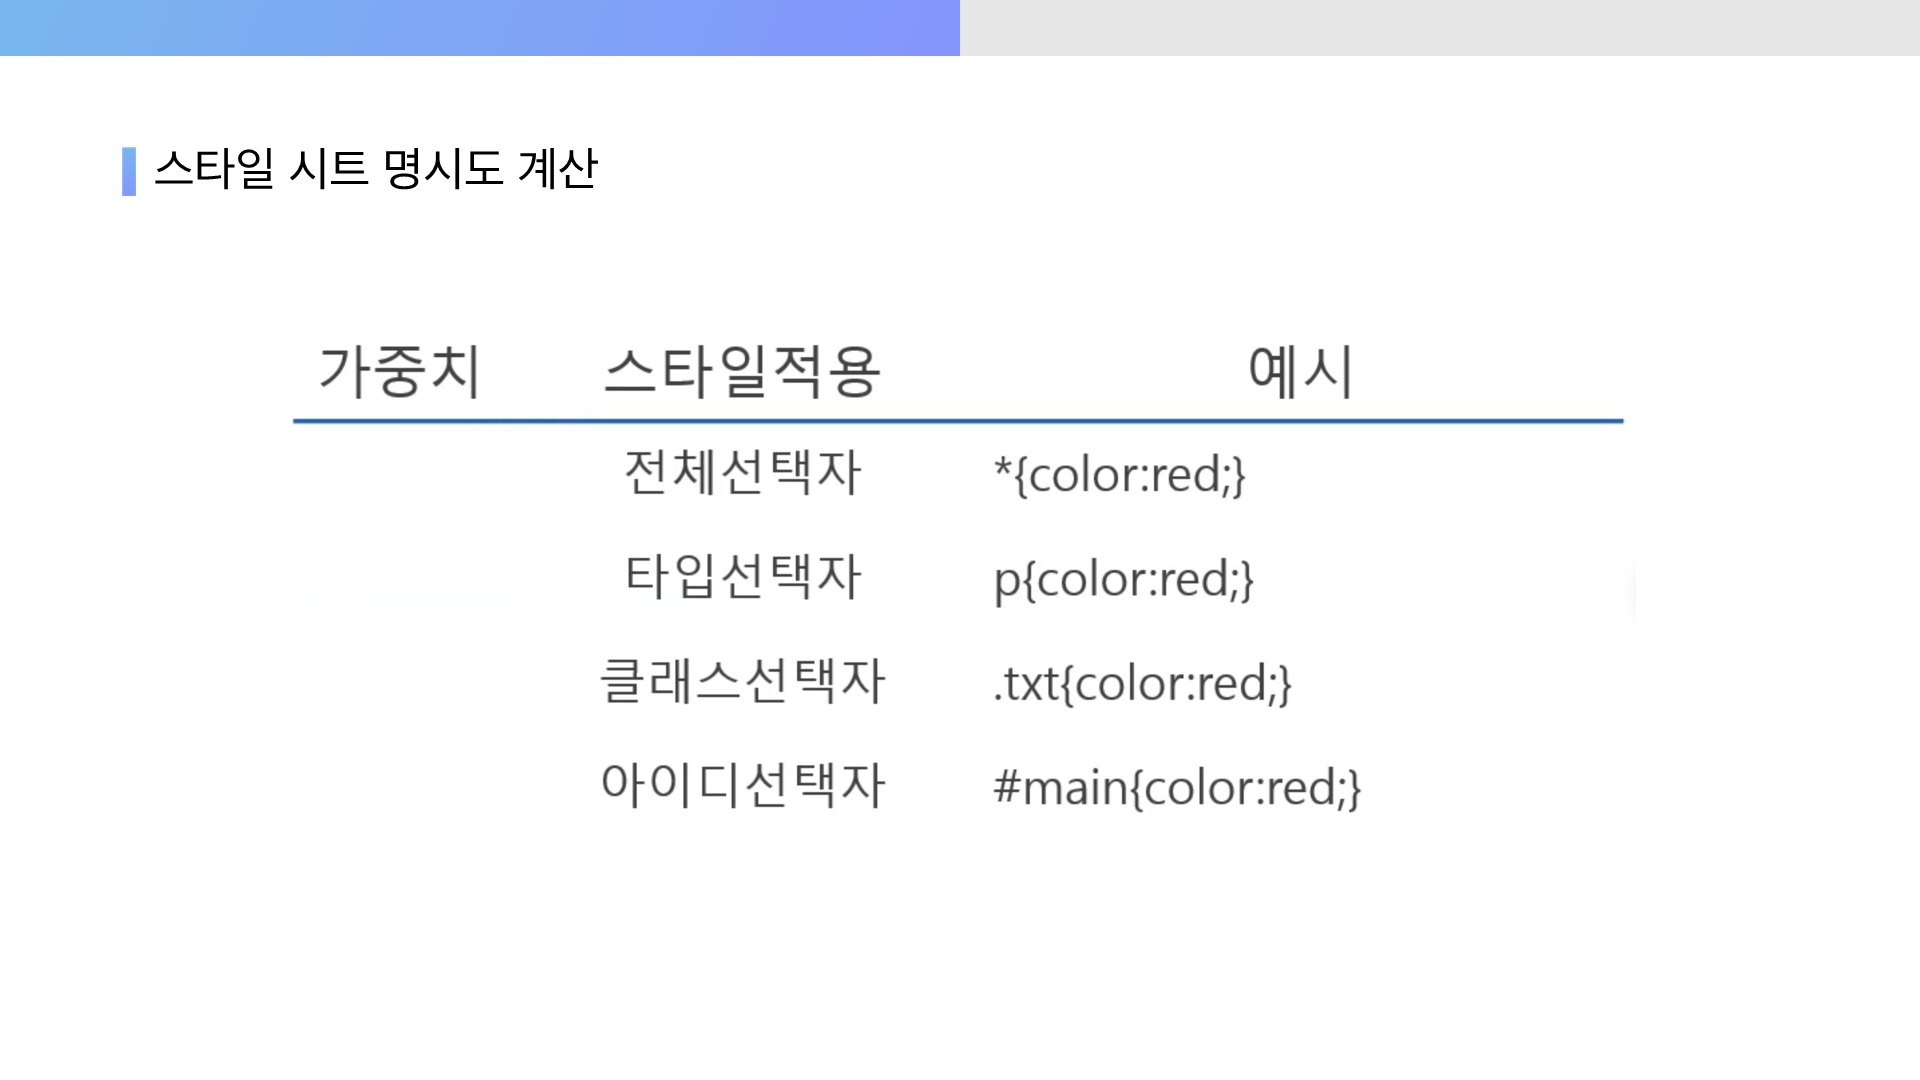 스타일 시트 명시도 계산
가중치 스타일적용 예시
전체선택자 *{color:red;}
타입선택자 p{color:red;}
클래스선택자 .txt{color:red;}
아이디선택자 #main{color:red;}